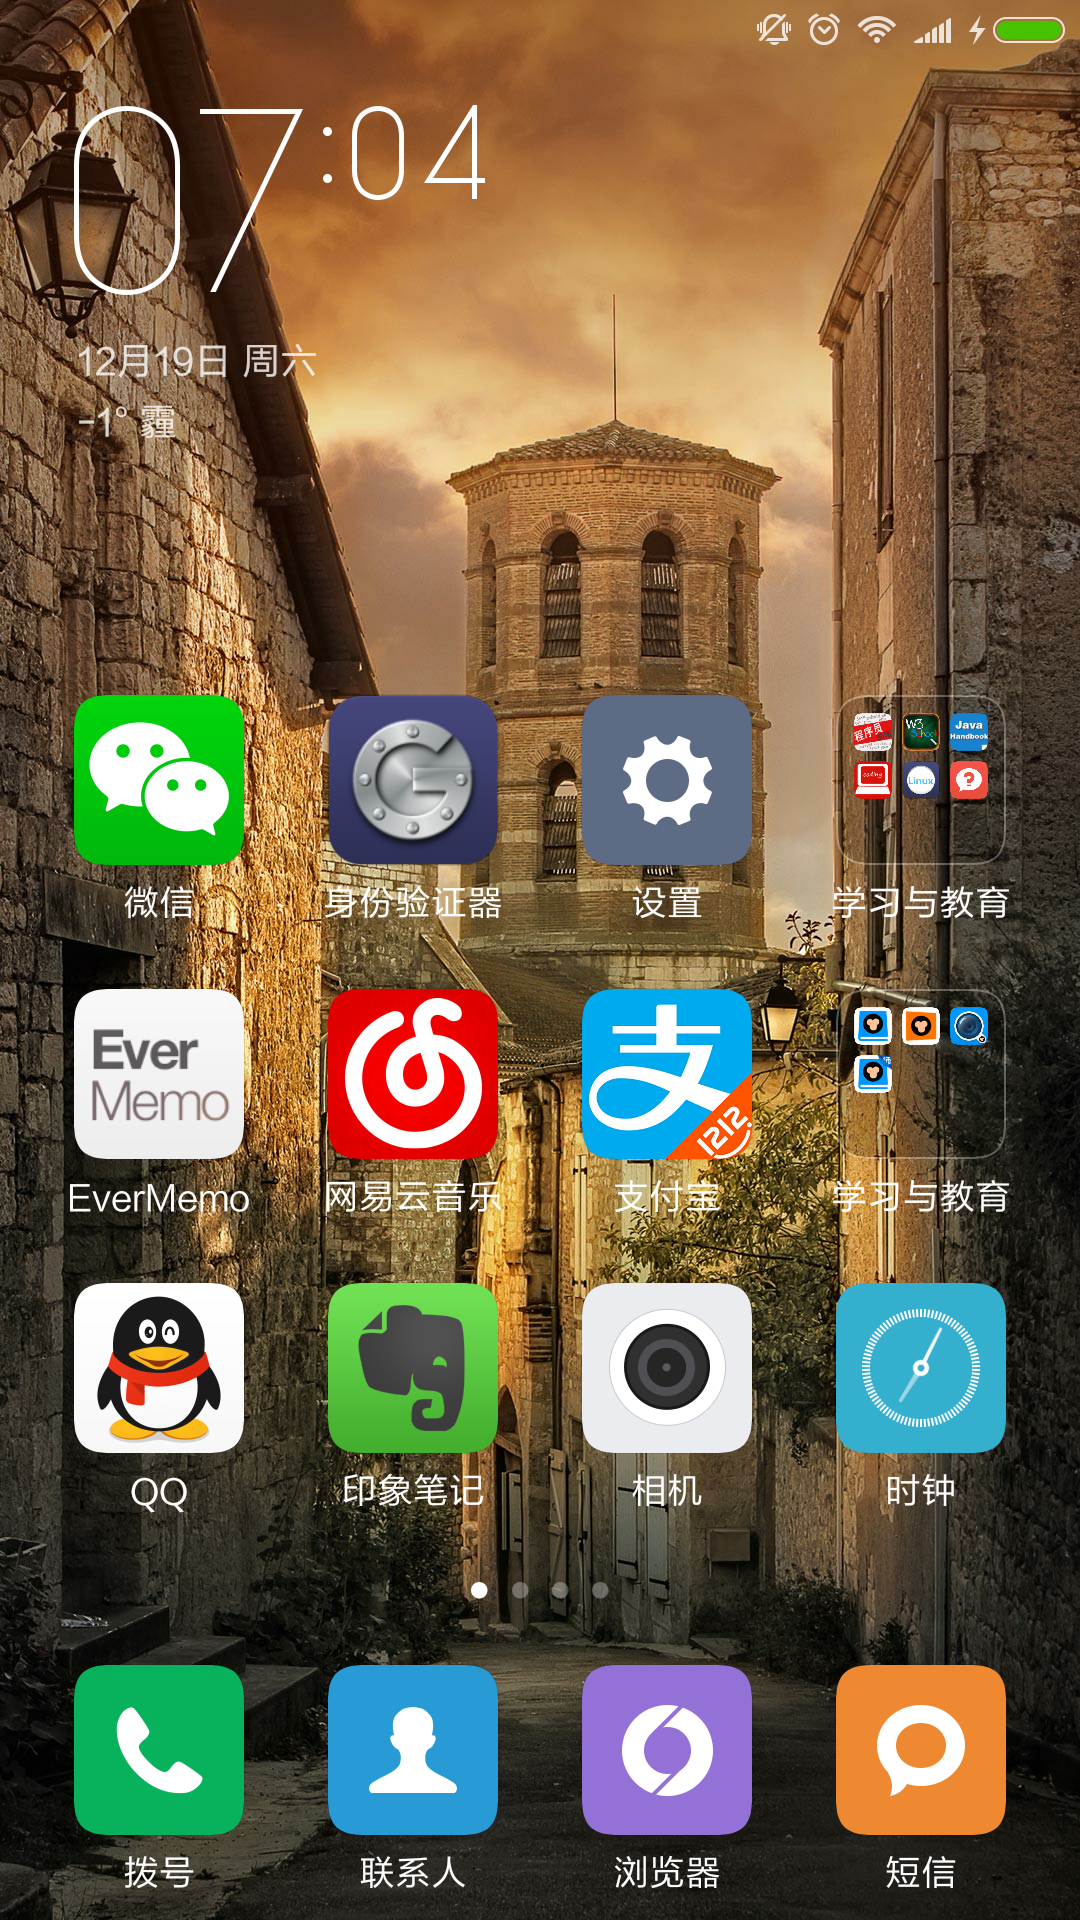 07:04
12月19日 周六
-1° 霾
程序员
W3
School
Java
Handbook
coding
Linux
微信
身份验证器
设置
学习与教育
Ever
Memo
支
1212
EverMemo
网易云音乐
支付宝
学习与教育
QQ
印象笔记
相机
时钟
拨号
联系人
浏览器
短信